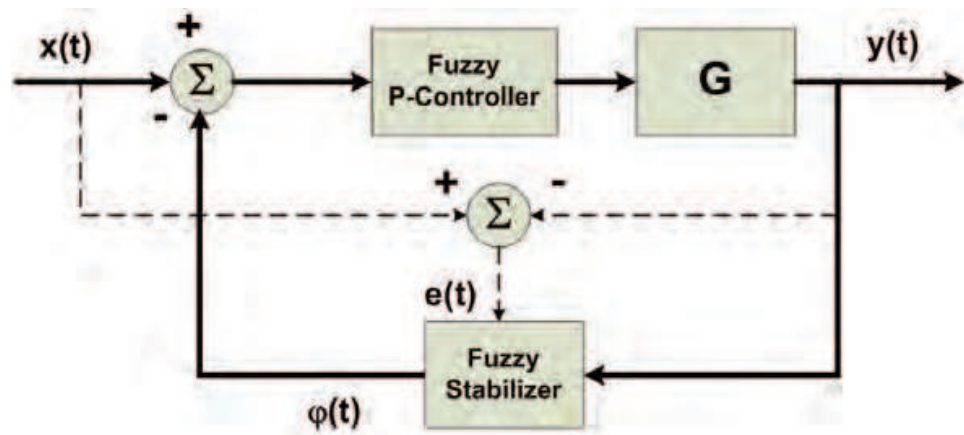 x(t)
+
Σ
-
Fuzzy
P-Controller
G
y(t)
+
-
Σ
e(t)
Fuzzy
Stabilizer
φ(t)